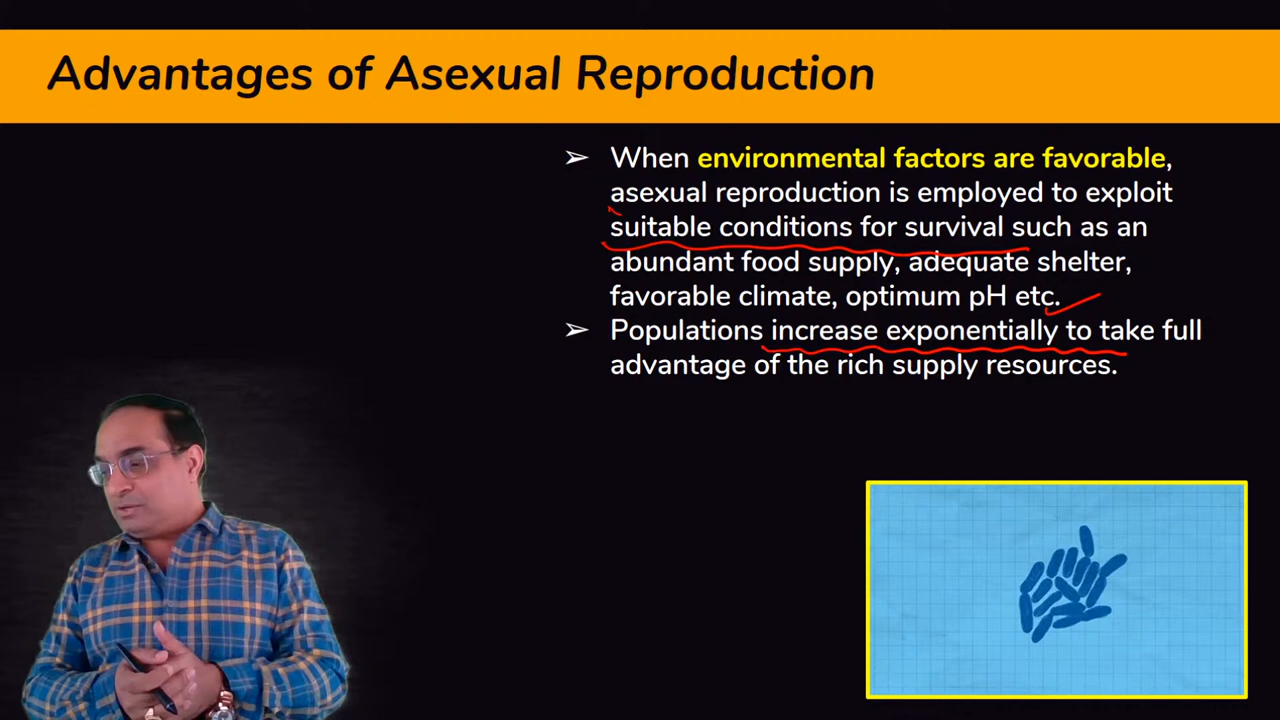 Advantages of Asexual Reproduction
➢ When environmental factors are favorable,
asexual reproduction is employed to exploit
suitable conditions for survival such as an
abundant food supply, adequate shelter,
favorable climate, optimum pH etc.
➢ Populations increase exponentially to take full
advantage of the rich supply resources.